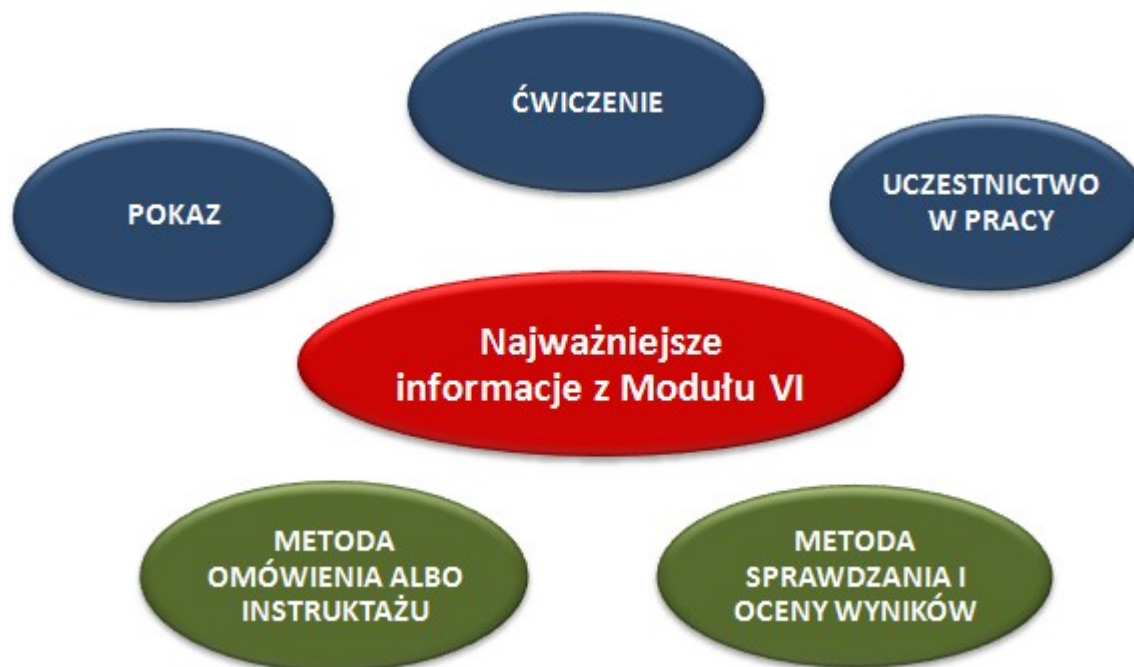 ĆWICZENIE
POKAZ
UCZESTNICTWO
W PRACY
Najważniejsze
informacje z Modułu VI
METODA
OMÓWIENIA ALBO
INSTRUKTAŻU
METODA
SPRAWDZANIA I
OCENY WYNIKÓW